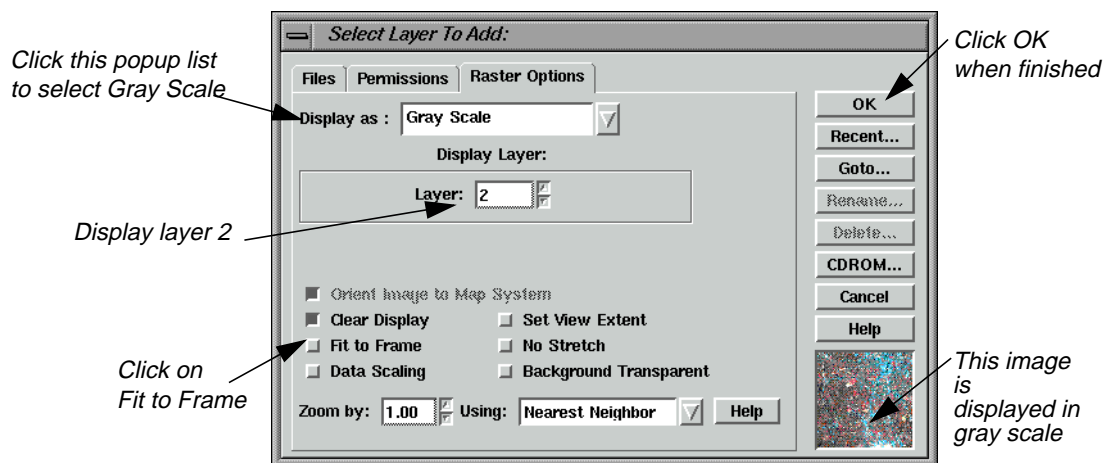 Select Layer To Add:
Click this popup list
to select Gray Scale
Click OK
when finished
Files Permissions Raster Options
Display as : Gray Scale
OK
Recent...
Display Layer:
Goto...
Layer: 2
Rename...
Display layer 2
Delete...
CDROM...
Orient Image to Map System
Cancel
Clear Display Set View Extent
Help
Fit to Frame No Stretch
Data Scaling Background Transparent
Click on
Fit to Frame
This image
is
displayed in
gray scale
Zoom by: 1.00 Using: Nearest Neighbor Help